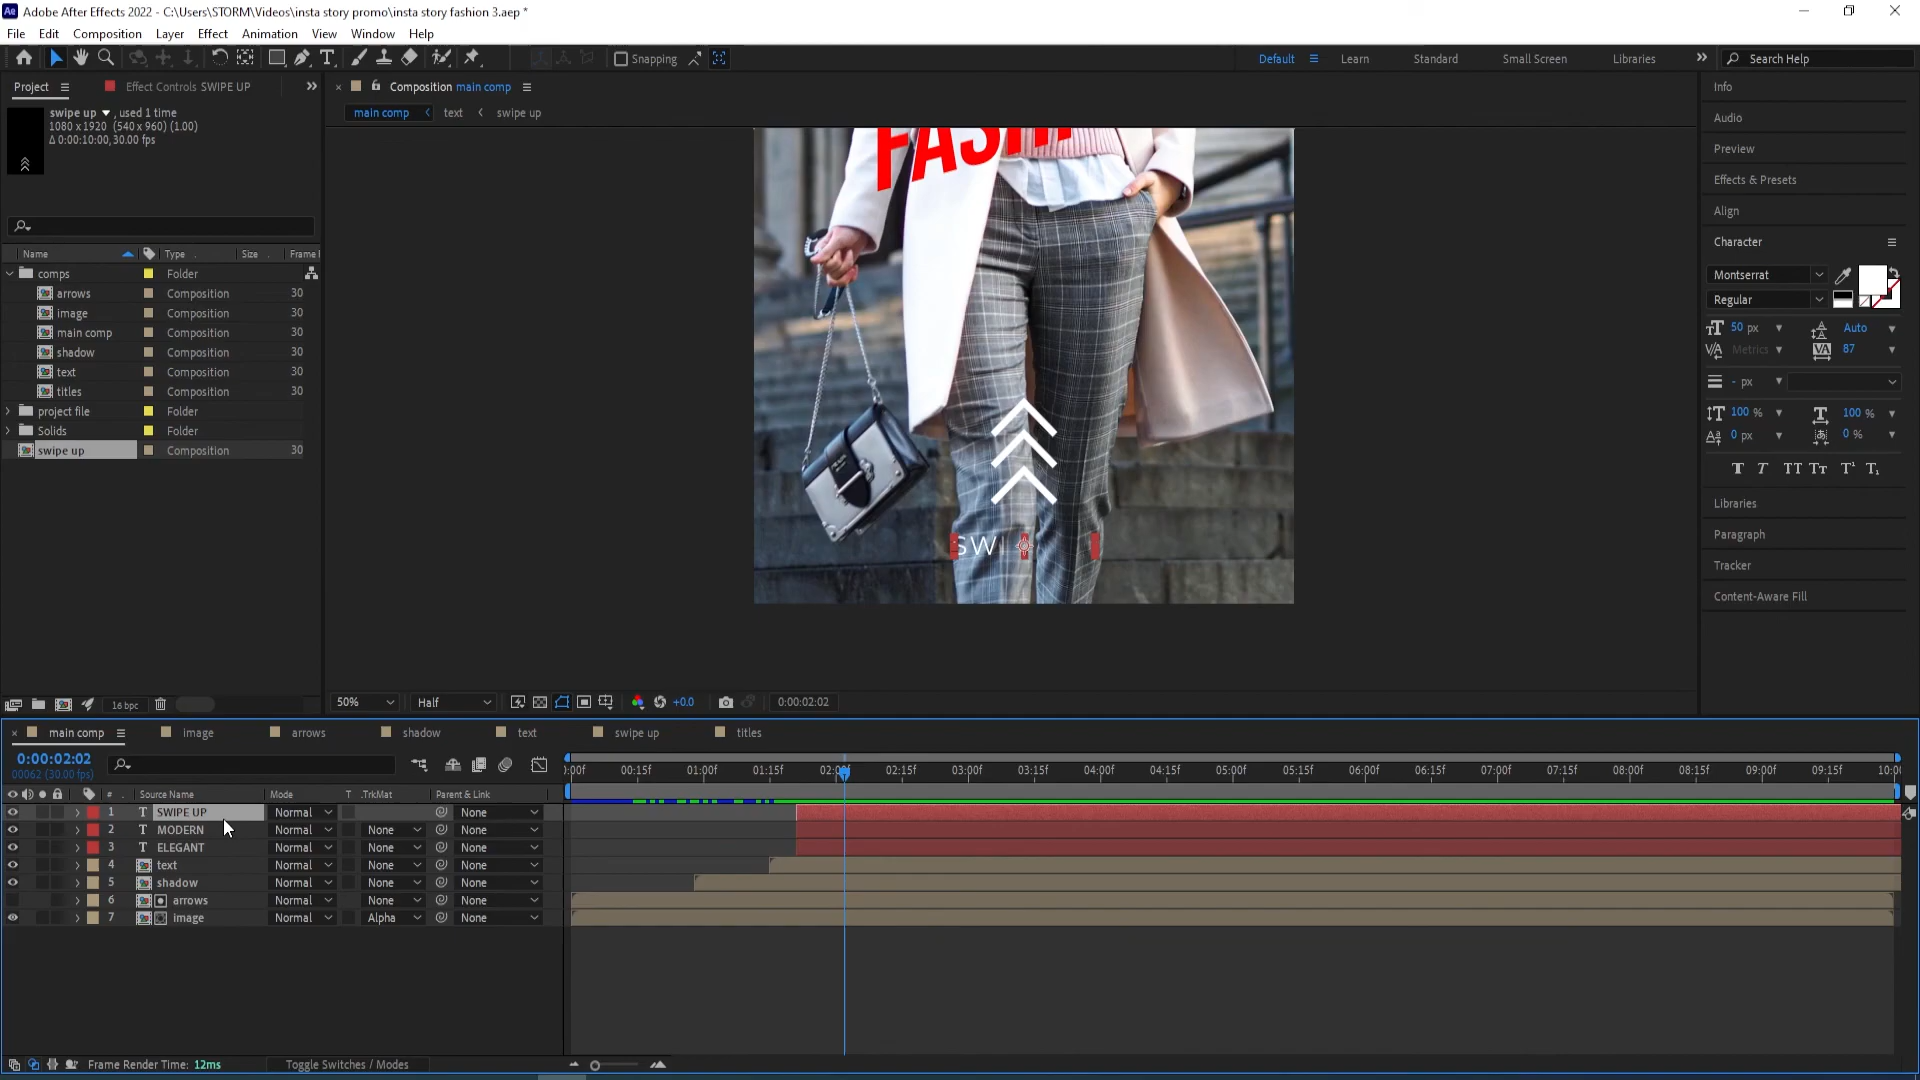 Adobe After Effects 2022 - C:\Users\STORM\Videos\insta story promo\insta story fashion 3.aep *
File Edit Composition Layer Effect Animation View Window Help
Snapping
Default Learn Standard Small Screen Libraries Search Help
Project Effect Controls SWIPE UP
Composition main comp
main comp text swipe up
swipe up , used 1 time
1080 x 1920 (540 x 960) (1.00)
Δ 0:00:10:00, 30.00 fps
Name Type Size Frame
comps Folder
arrows Composition 30
image Composition 30
main comp Composition 30
shadow Composition 30
text Composition 30
titles Composition 30
project file Folder
Solids Folder
swipe up Composition 30
16 bpc
FASHI
SWI
50% Half +0.0 0:00:02:02
Info
Audio
Preview
Effects & Presets
Align
Character
Montserrat
Regular
50 px Auto
Metrics 87
- px
100 % 100 %
0 px 0 %
Libraries
Paragraph
Tracker
Content-Aware Fill
main comp image arrows shadow text swipe up titles
0:00:02:02
00062 (30.00 fps)
:00f 00:15f 01:00f 01:15f 02:00f 02:15f 03:00f 03:15f 04:00f 04:15f 05:00f 05:15f 06:00f 06:15f 07:00f 07:15f 08:00f 08:15f 09:00f 09:15f 10:00
# Source Name Mode T .TrkMat Parent & Link
1 T SWIPE UP Normal None
2 T MODERN Normal None None
3 T ELEGANT Normal None None
4 text Normal None None
5 shadow Normal None None
6 arrows Normal None None
7 image Normal Alpha None
Frame Render Time: 12ms Toggle Switches / Modes